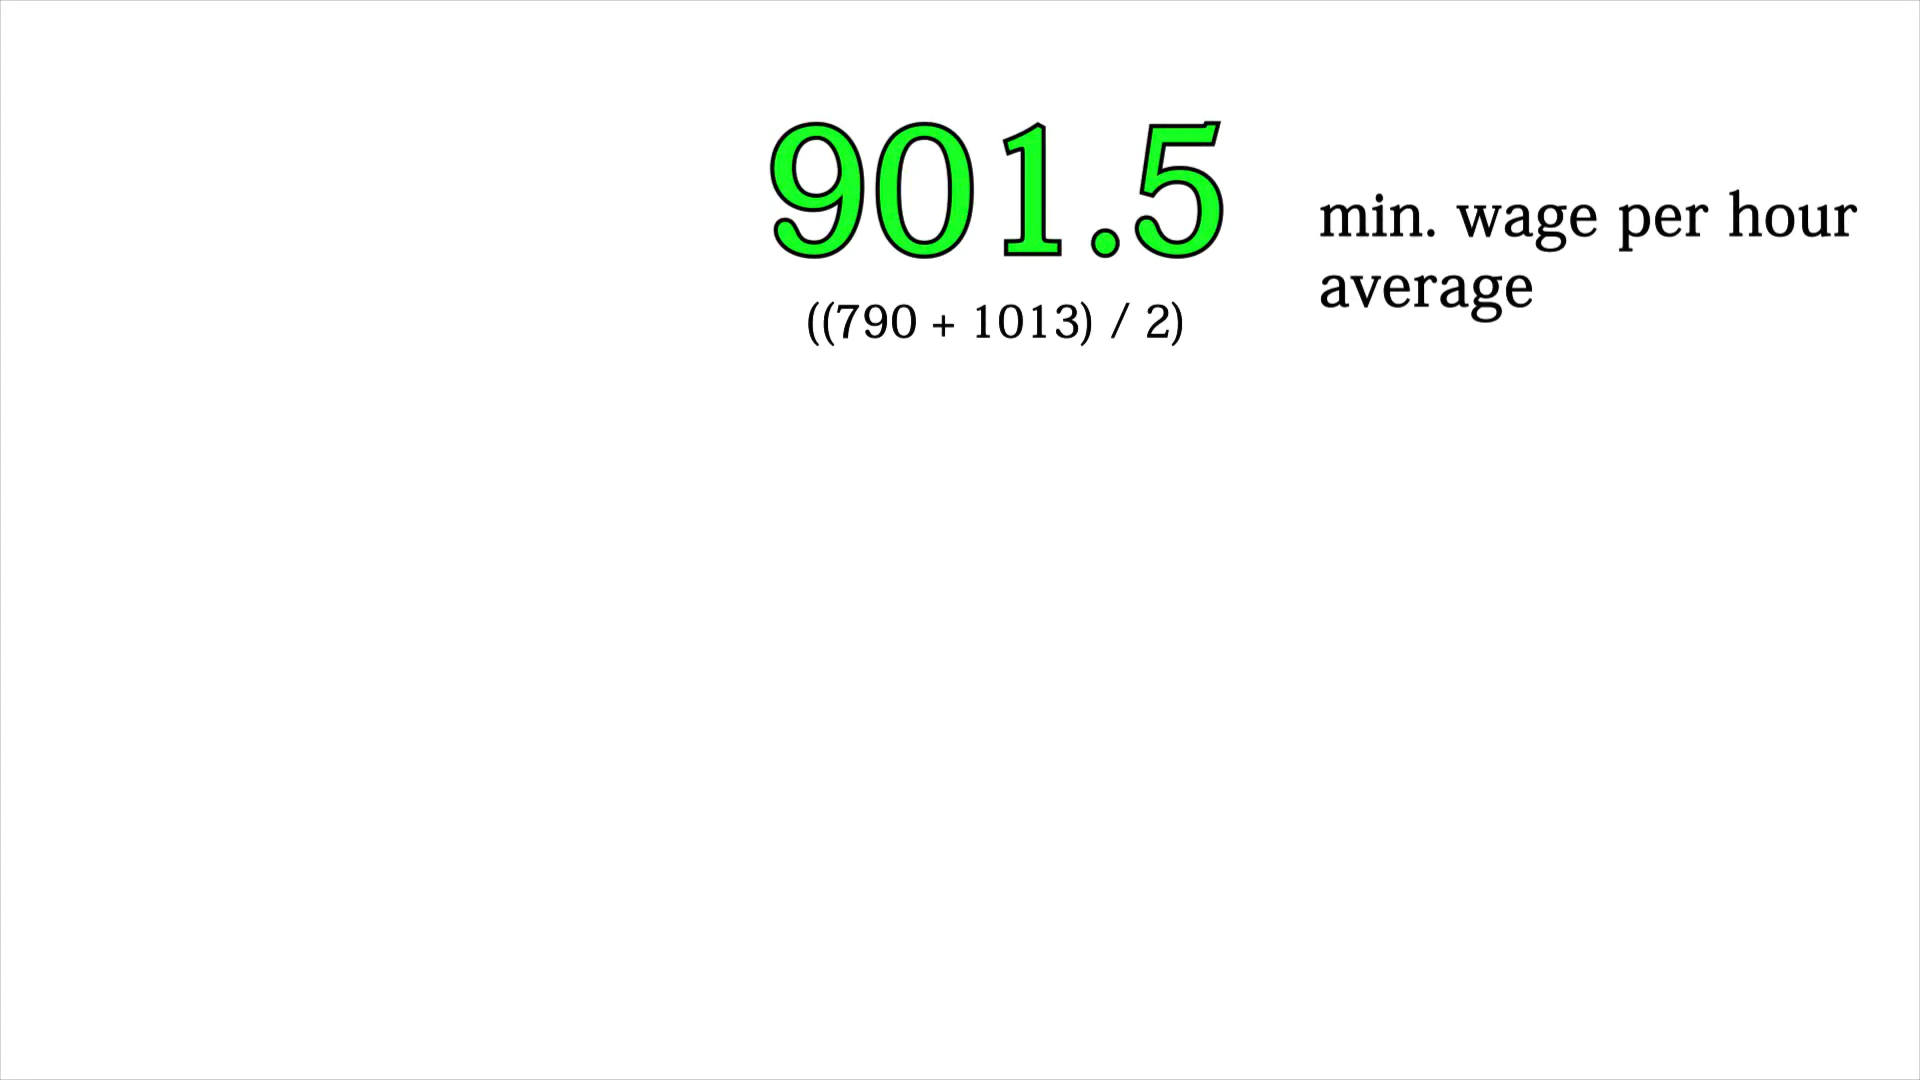 901.5
min. wage per hour
average
((790 + 1013) / 2)